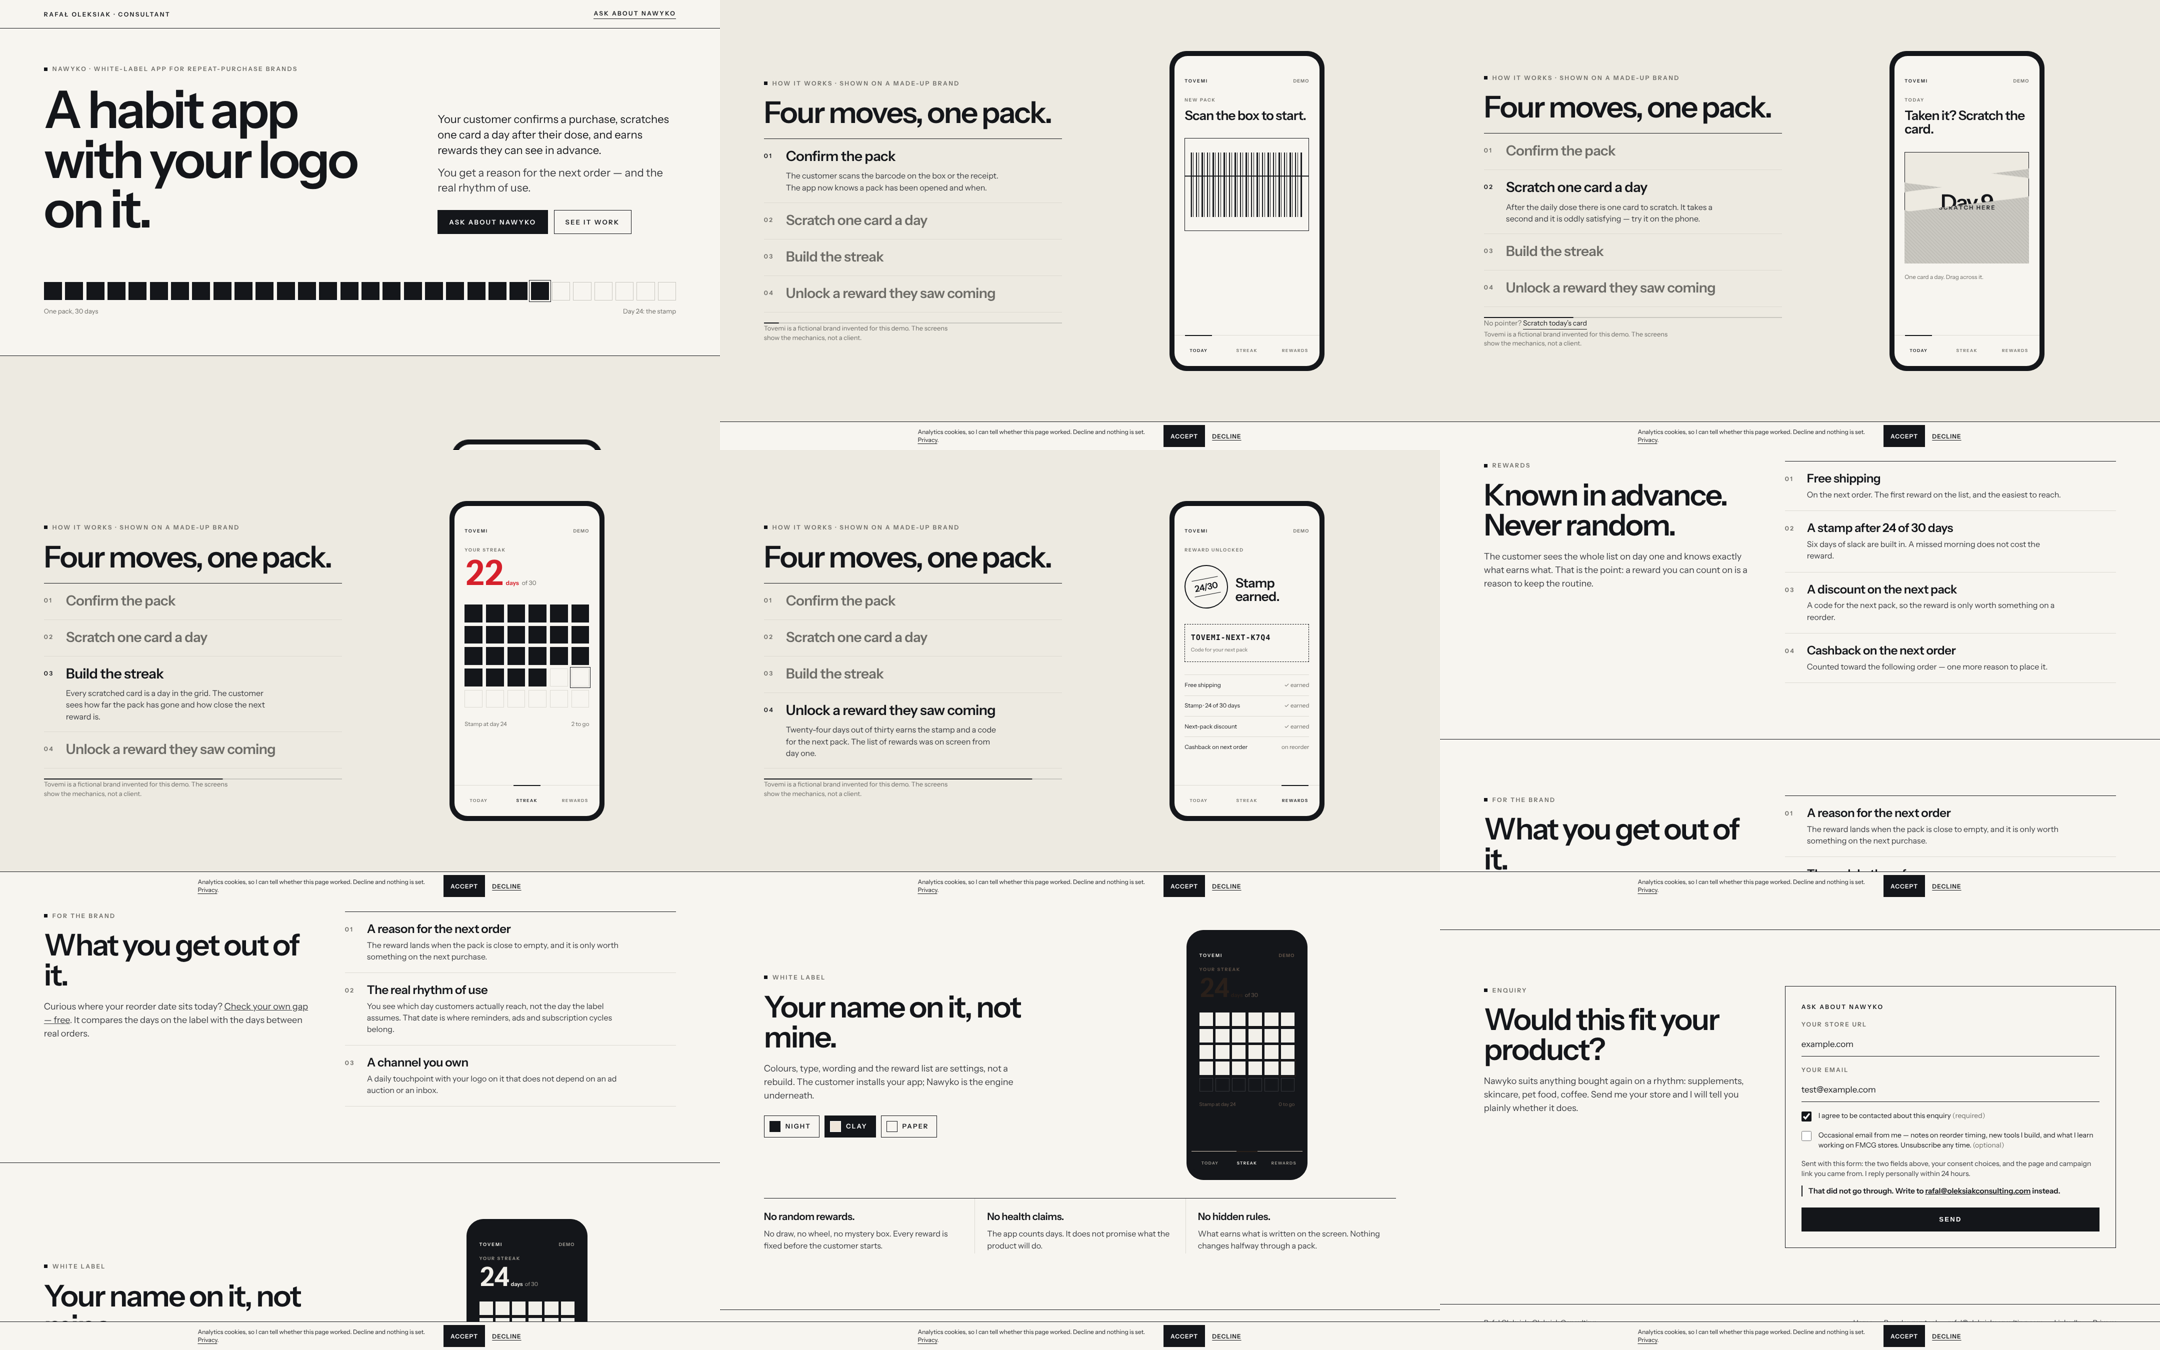 RAFAŁ OLEKSIAK · CONSULTANT
ASK ABOUT NAWYKO
NAWYKO · WHITE-LABEL APP FOR REPEAT-PURCHASE BRANDS
A habit app
with your logo
on it.
Your customer confirms a purchase, scratches
one card a day after their dose, and earns
rewards they can see in advance.
You get a reason for the next order — and the
real rhythm of use.
ASK ABOUT NAWYKO
SEE IT WORK
One pack, 30 days
Day 24: the stamp
HOW IT WORKS · SHOWN ON A MADE-UP BRAND
Four moves, one pack.
01 Confirm the pack
The customer scans the barcode on the box or the receipt.
The app now knows a pack has been opened and when.
02 Scratch one card a day
03 Build the streak
04 Unlock a reward they saw coming
Tovemi is a fictional brand invented for this demo. The screens
show the mechanics, not a client.
TOVEMI DEMO
NEW PACK
Scan the box to start.
TODAY STREAK REWARDS
Analytics cookies, so I can tell whether this page worked. Decline and nothing is set.
Privacy.
ACCEPT DECLINE
HOW IT WORKS · SHOWN ON A MADE-UP BRAND
Four moves, one pack.
01 Confirm the pack
02 Scratch one card a day
After the daily dose there is one card to scratch. It takes a
second and it is oddly satisfying — try it on the phone.
03 Build the streak
04 Unlock a reward they saw coming
No pointer? Scratch today's card
Tovemi is a fictional brand invented for this demo. The screens
show the mechanics, not a client.
TOVEMI DEMO
TODAY
Taken it? Scratch the
card.
Day 9
SCRATCH HERE
One card a day. Drag across it.
TODAY STREAK REWARDS
Analytics cookies, so I can tell whether this page worked. Decline and nothing is set.
Privacy.
ACCEPT DECLINE
HOW IT WORKS · SHOWN ON A MADE-UP BRAND
Four moves, one pack.
01 Confirm the pack
02 Scratch one card a day
03 Build the streak
Every scratched card is a day in the grid. The customer
sees how far the pack has gone and how close the next
reward is.
04 Unlock a reward they saw coming
Tovemi is a fictional brand invented for this demo. The screens
show the mechanics, not a client.
TOVEMI DEMO
YOUR STREAK
22 days of 30
Stamp at day 24 2 to go
TODAY STREAK REWARDS
Analytics cookies, so I can tell whether this page worked. Decline and nothing is set.
Privacy.
ACCEPT DECLINE
HOW IT WORKS · SHOWN ON A MADE-UP BRAND
Four moves, one pack.
01 Confirm the pack
02 Scratch one card a day
03 Build the streak
04 Unlock a reward they saw coming
Twenty-four days out of thirty earns the stamp and a code
for the next pack. The list of rewards was on screen from
day one.
Tovemi is a fictional brand invented for this demo. The screens
show the mechanics, not a client.
TOVEMI DEMO
REWARD UNLOCKED
24/30
Stamp
earned.
TOVEMI-NEXT-K7Q4
Code for your next pack
Free shipping ✓ earned
Stamp · 24 of 30 days ✓ earned
Next-pack discount ✓ earned
Cashback on next order on reorder
TODAY STREAK REWARDS
Analytics cookies, so I can tell whether this page worked. Decline and nothing is set.
Privacy.
ACCEPT DECLINE
REWARDS
Known in advance.
Never random.
The customer sees the whole list on day one and knows exactly
what earns what. That is the point: a reward you can count on is a
reason to keep the routine.
01 Free shipping
On the next order. The first reward on the list, and the easiest to reach.
02 A stamp after 24 of 30 days
Six days of slack are built in. A missed morning does not cost the
reward.
03 A discount on the next pack
A code for the next pack, so the reward is only worth something on a
reorder.
04 Cashback on the next order
Counted toward the following order — one more reason to place it.
FOR THE BRAND
What you get out of
it.
01 A reason for the next order
The reward lands when the pack is close to empty, and it is only worth
something on the next purchase.
Analytics cookies, so I can tell whether this page worked. Decline and nothing is set.
Privacy.
ACCEPT DECLINE
FOR THE BRAND
What you get out of
it.
Curious where your reorder date sits today? Check your own gap
— free. It compares the days on the label with the days between
real orders.
01 A reason for the next order
The reward lands when the pack is close to empty, and it is only worth
something on the next purchase.
02 The real rhythm of use
You see which day customers actually reach, not the day the label
assumes. That date is where reminders, ads and subscription cycles
belong.
03 A channel you own
A daily touchpoint with your logo on it that does not depend on an ad
auction or an inbox.
WHITE LABEL
Your name on it, not
TOVEMI DEMO
YOUR STREAK
24 days of 30
Analytics cookies, so I can tell whether this page worked. Decline and nothing is set.
Privacy.
ACCEPT DECLINE
WHITE LABEL
Your name on it, not
mine.
Colours, type, wording and the reward list are settings, not a
rebuild. The customer installs your app; Nawyko is the engine
underneath.
NIGHT
CLAY
PAPER
TOVEMI DEMO
YOUR STREAK
24 of 30
Stamp at day 24 0 to go
TODAY STREAK REWARDS
No random rewards.
No draw, no wheel, no mystery box. Every reward is
fixed before the customer starts.
No health claims.
The app counts days. It does not promise what the
product will do.
No hidden rules.
What earns what is written on the screen. Nothing
changes halfway through a pack.
Analytics cookies, so I can tell whether this page worked. Decline and nothing is set.
Privacy.
ACCEPT DECLINE
ENQUIRY
Would this fit your
product?
Nawyko suits anything bought again on a rhythm: supplements,
skincare, pet food, coffee. Send me your store and I will tell you
plainly whether it does.
ASK ABOUT NAWYKO
YOUR STORE URL
example.com
YOUR EMAIL
test@example.com
I agree to be contacted about this enquiry (required)
Occasional email from me — notes on reorder timing, new tools I build, and what I learn
working on FMCG stores. Unsubscribe any time. (optional)
Sent with this form: the two fields above, your consent choices, and the page and campaign
link you came from. I reply personally within 24 hours.
That did not go through. Write to rafal@oleksiakconsulting.com instead.
SEND
Analytics cookies, so I can tell whether this page worked. Decline and nothing is set.
Privacy.
ACCEPT DECLINE